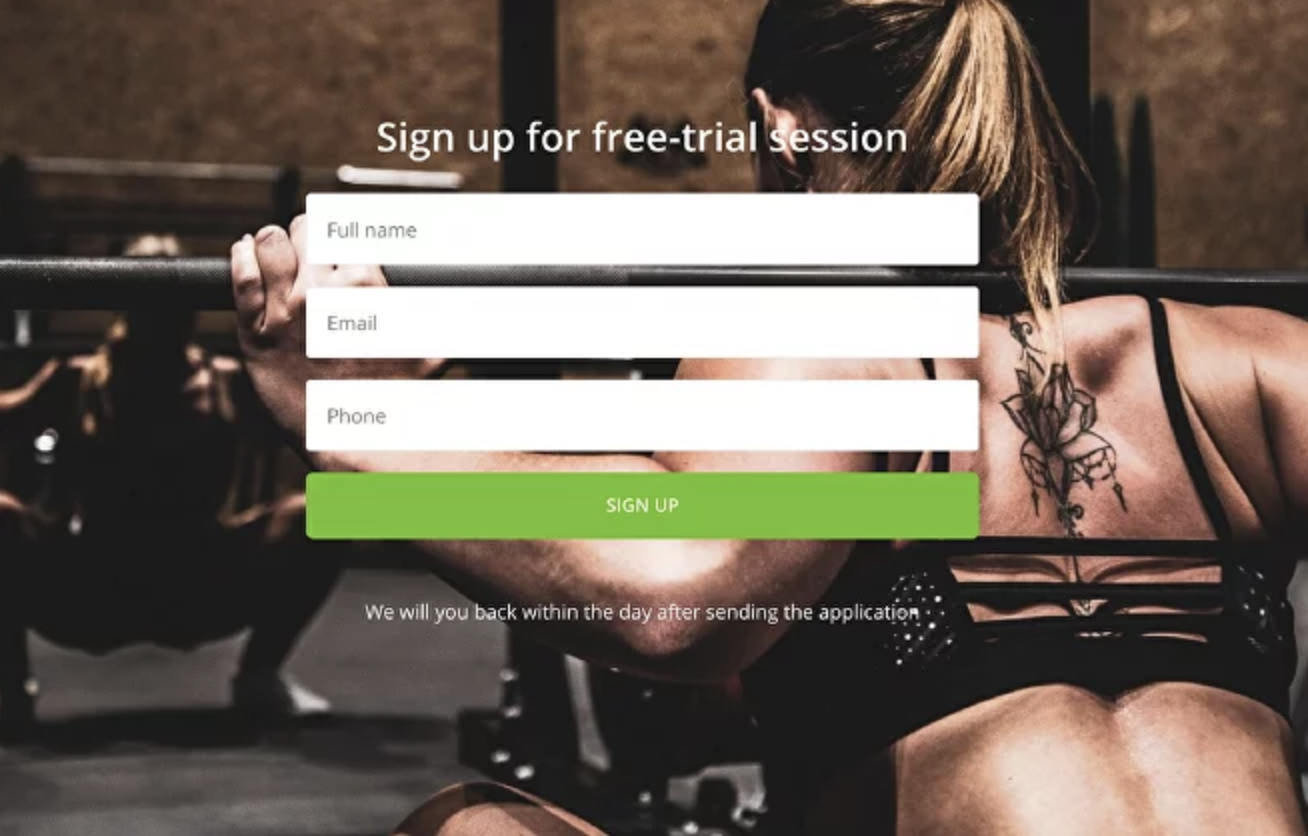 Sign up for free-trial session
Full name
Email
Phone
SIGN UP
We will you back within the day after sending the application